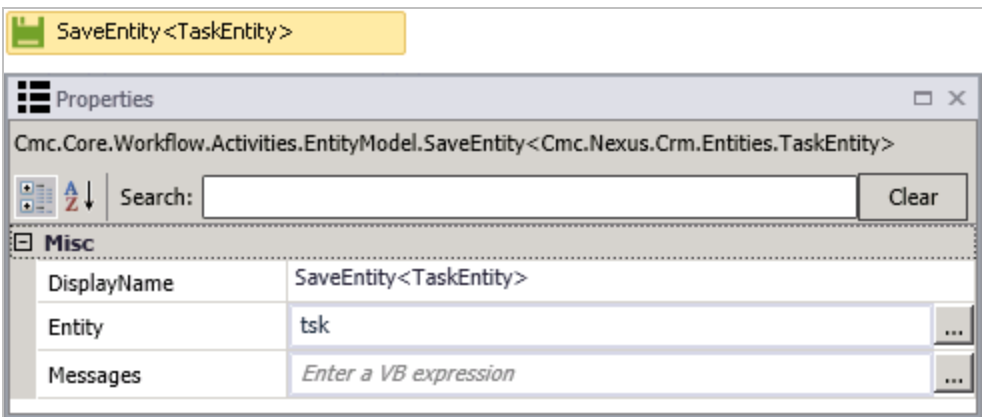 SaveEntity<TaskEntity>
Properties
Cmc.Core.Workflow.Activities.EntityModel.SaveEntity<Cmc.Nexus.Crm.Entities.TaskEntity>
A Z Search: Clear
Misc
DisplayName SaveEntity<TaskEntity>
Entity tsk ...
Messages Enter a VB expression ...